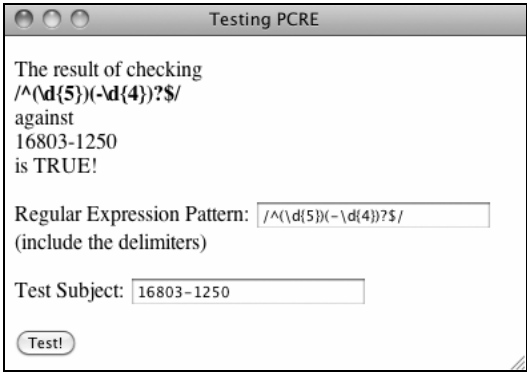 Testing PCRE
The result of checking
/^(\d{5})(-\d{4})?$/
against
16803-1250
is TRUE!
Regular Expression Pattern: /^(\d{5})(-\d{4})?$/
(include the delimiters)
Test Subject: 16803-1250
Test!